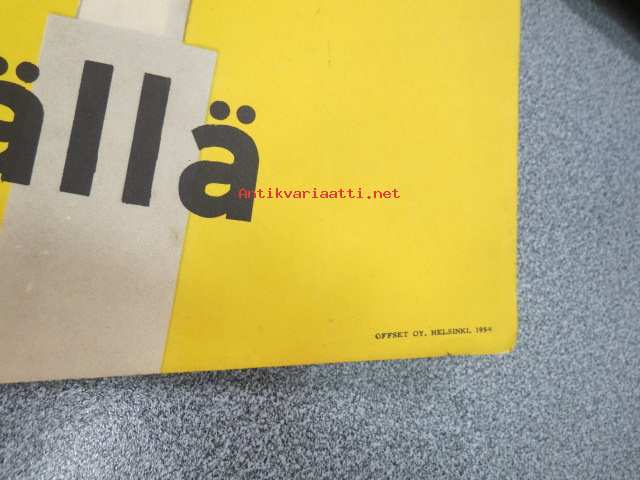 ällä
Antikvariaatti.net
OFFSET OY, HELSINKI, 1954